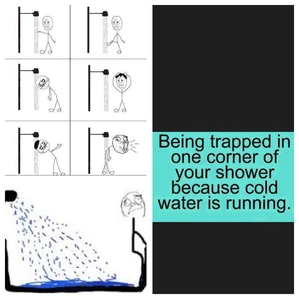 Being trapped in
one corner of
your shower
because cold
water is running.